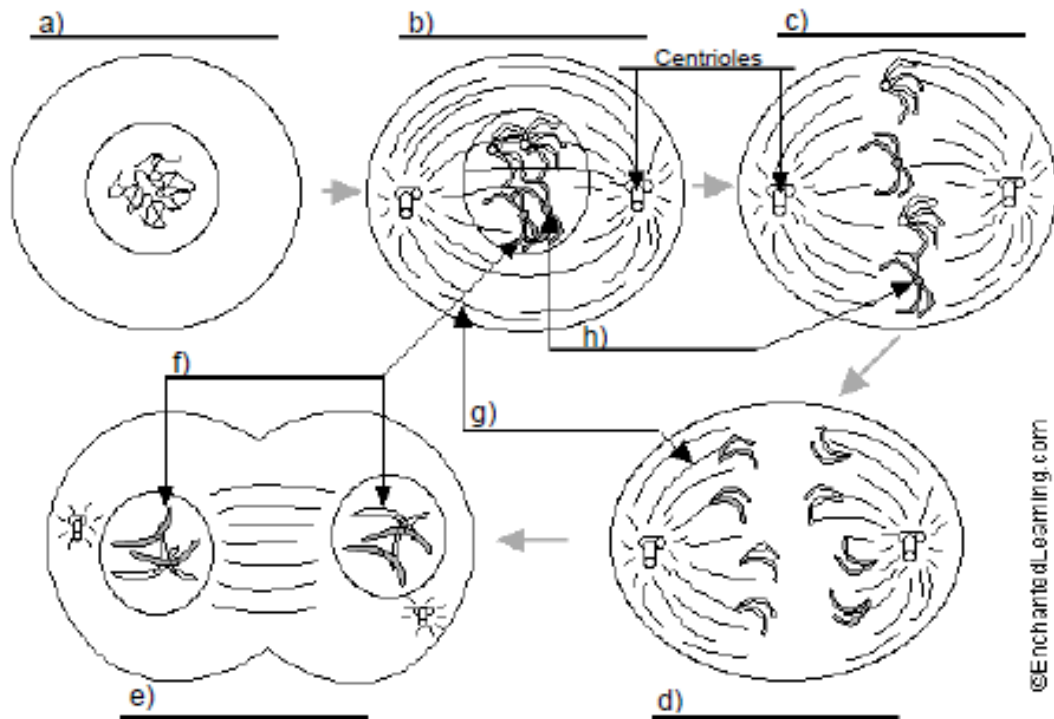 a)
b)
c)
Centrioles
f)
h)
g)
e)
d)
©EnchantedLearning.com